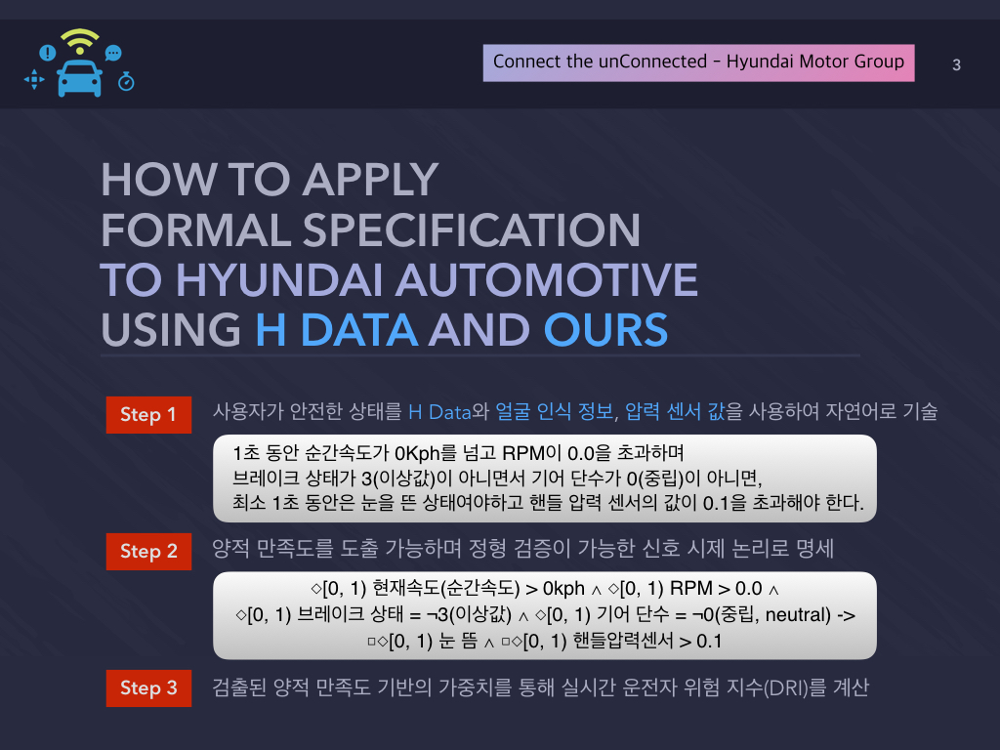 Connect the unConnected - Hyundai Motor Group
3
HOW TO APPLY
FORMAL SPECIFICATION
TO HYUNDAI AUTOMOTIVE
USING H DATA AND OURS
Step 1
사용자가 안전한 상태를 H Data와 얼굴 인식 정보, 압력 센서 값을 사용하여 자연어로 기술
1초 동안 순간속도가 0Kph를 넘고 RPM이 0.0을 초과하며
브레이크 상태가 3(이상값)이 아니면서 기어 단수가 0(중립)이 아니면,
최소 1초 동안은 눈을 뜬 상태여야하고 핸들 압력 센서의 값이 0.1을 초과해야 한다.
Step 2
양적 만족도를 도출 가능하며 정형 검증이 가능한 신호 시제 논리로 명세
◇[0, 1) 현재속도(순간속도) > 0kph ∧ ◇[0, 1) RPM > 0.0 ∧
◇[0, 1) 브레이크 상태 = ¬3(이상값) ∧ ◇[0, 1) 기어 단수 = ¬0(중립, neutral) ->
□◇[0, 1) 눈 뜸 ∧ □◇[0, 1) 핸들압력센서 > 0.1
Step 3
검출된 양적 만족도 기반의 가중치를 통해 실시간 운전자 위험 지수(DRI)를 계산